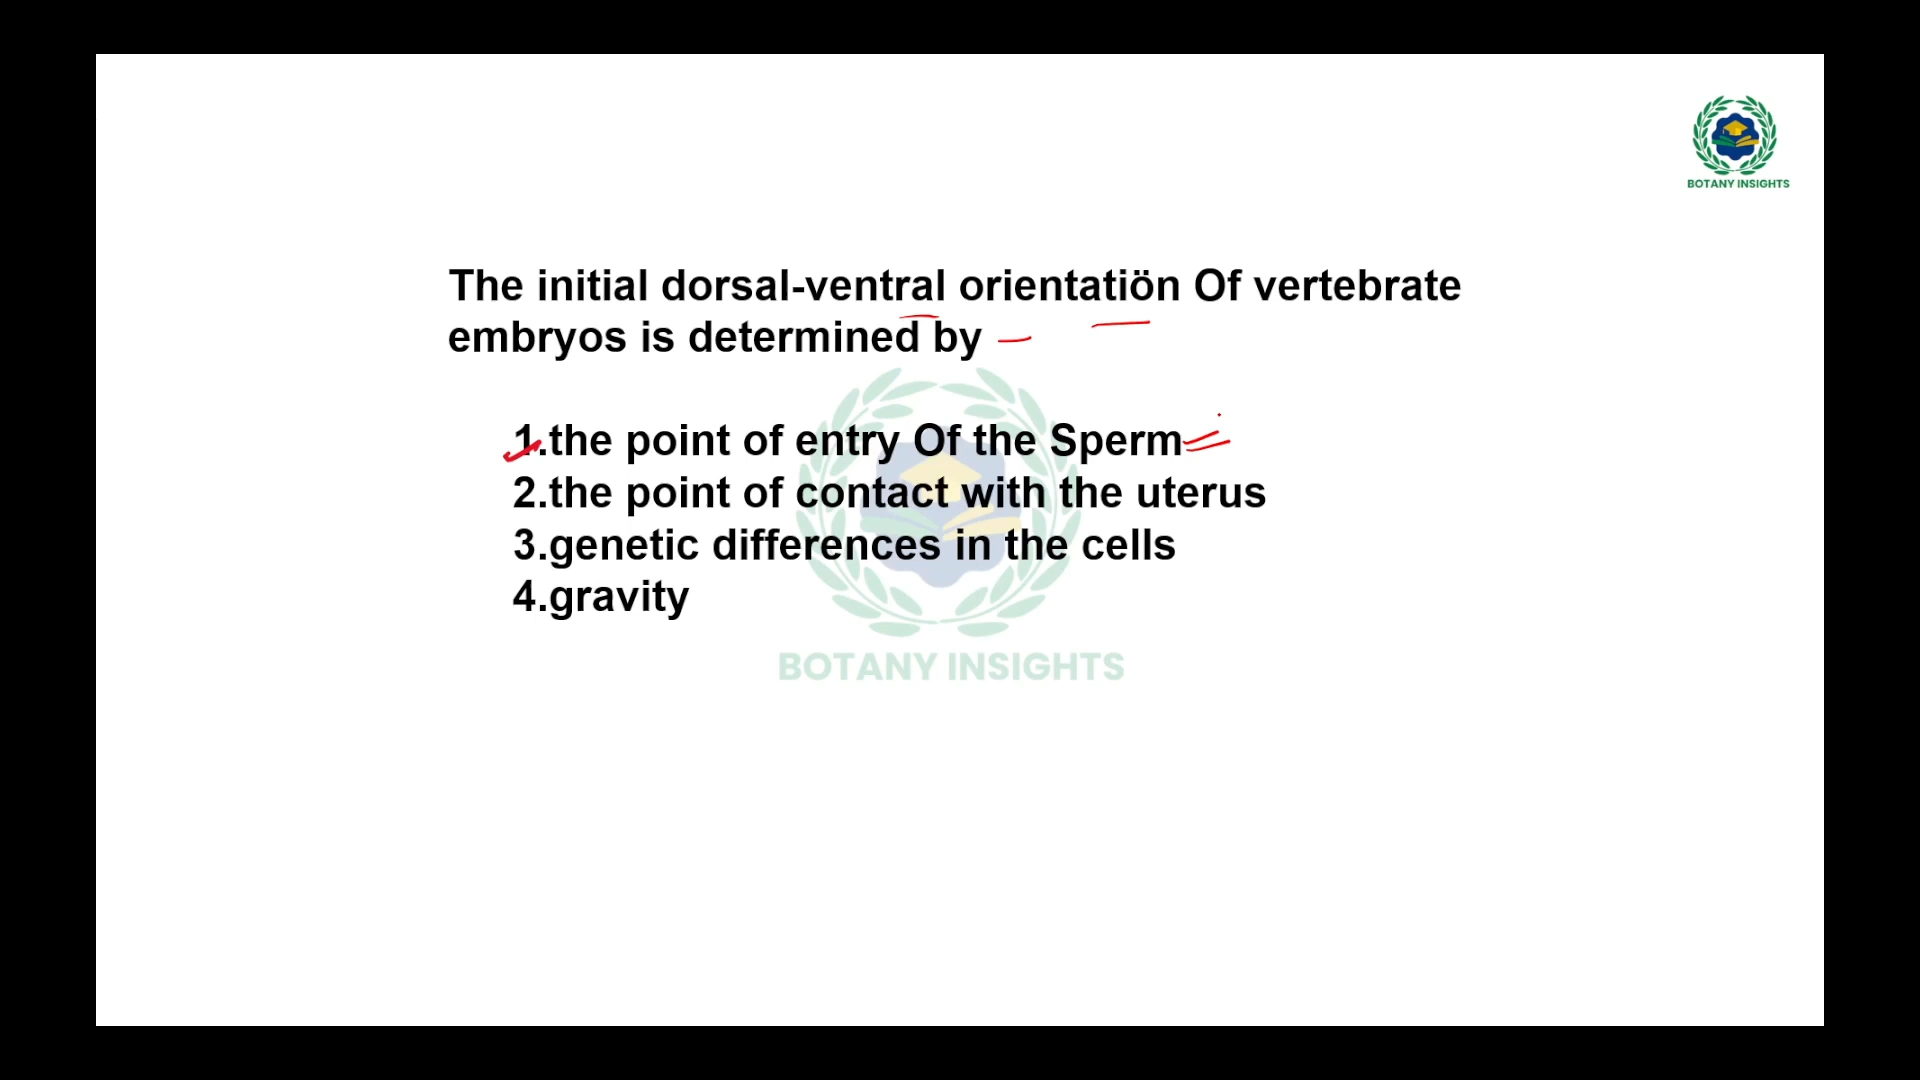 BOTANY INSIGHTS
The initial dorsal-ventral orientatiön Of vertebrate
embryos is determined by
1.the point of entry Of the Sperm
2.the point of contact with the uterus
3.genetic differences in the cells
4.gravity
BOTANY INSIGHTS